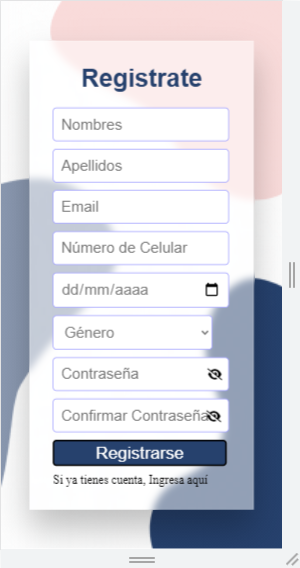 Registrate
Nombres
Apellidos
Email
Número de Celular
dd/mm/aaaa
Género
Contraseña
Confirmar Contraseña
Registrarse
Si ya tienes cuenta, Ingresa aquí